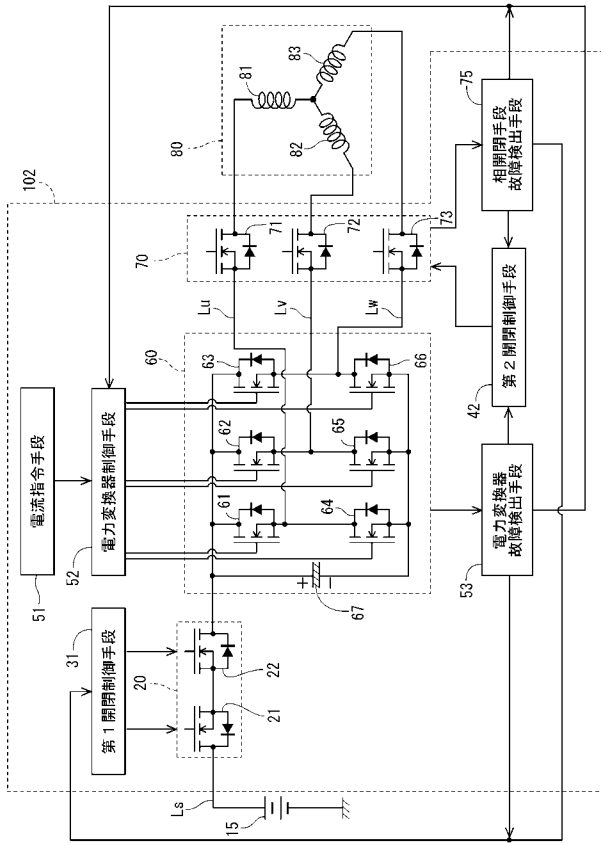 102
電流指令手段
51
第1開閉制御手段
31
電力変換器制御手段
52
20
21
22
Ls
15
60
61
62
63
64
65
66
67
+
−
Lu
Lv
Lw
70
71
72
73
80
81
82
83
電力変換器
故障検出手段
53
第2開閉制御手段
42
相開閉手段
故障検出手段
75